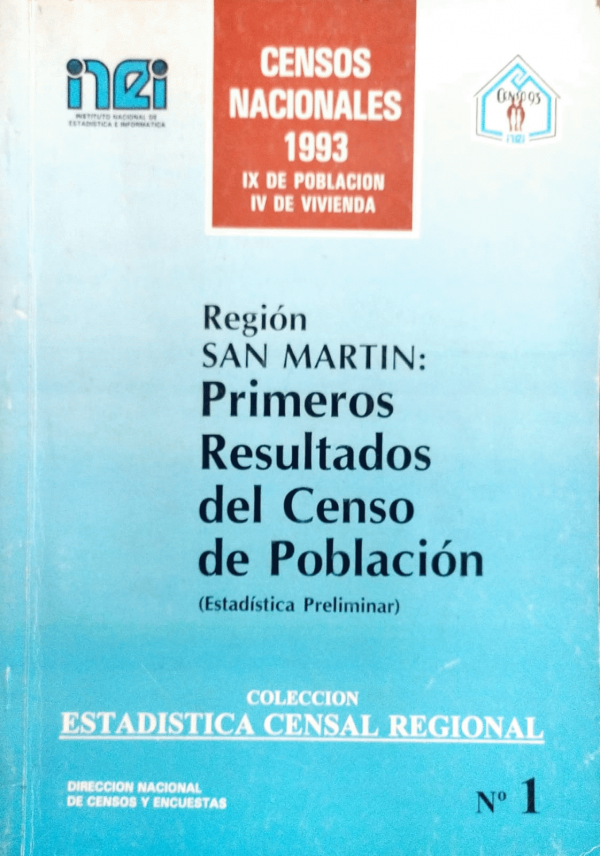 inei
INSTITUTO NACIONAL DE
ESTADISTICA E INFORMATICA
CENSOS
NACIONALES
1993
IX DE POBLACION
IV DE VIVIENDA
CENSO 93
inei
Región
SAN MARTIN:
Primeros
Resultados
del Censo
de Población
(Estadística Preliminar)
COLECCION
ESTADISTICA CENSAL REGIONAL
DIRECCION NACIONAL
DE CENSOS Y ENCUESTAS
Nº 1